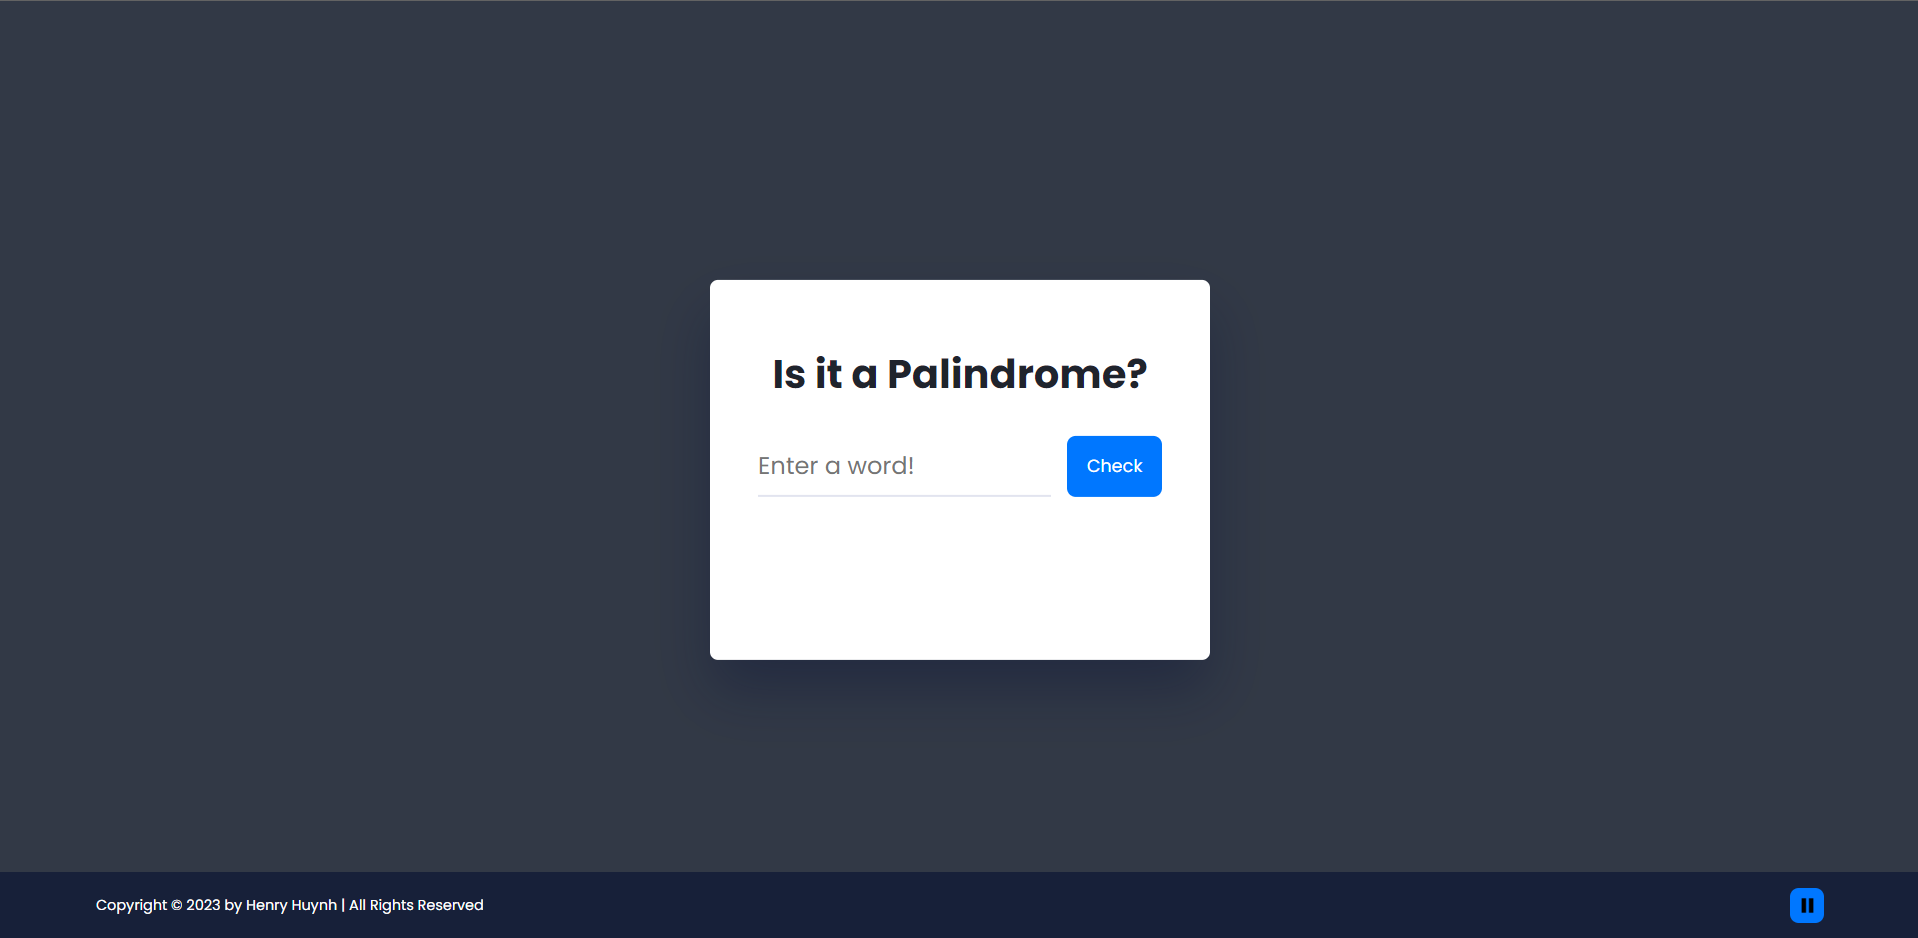 Is it a Palindrome?
Enter a word!
Check
Copyright © 2023 by Henry Huynh | All Rights Reserved